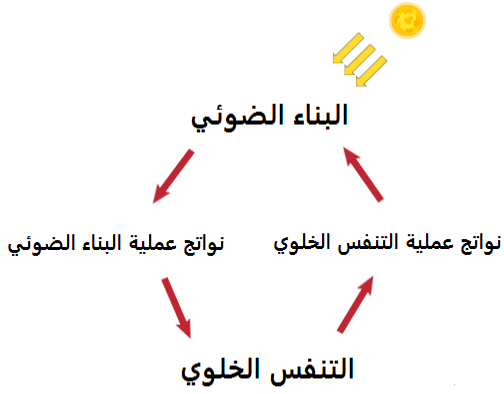 البناء الضوئي
نواتج عملية التنفس الخلوي
نواتج عملية البناء الضوئي
التنفس الخلوي